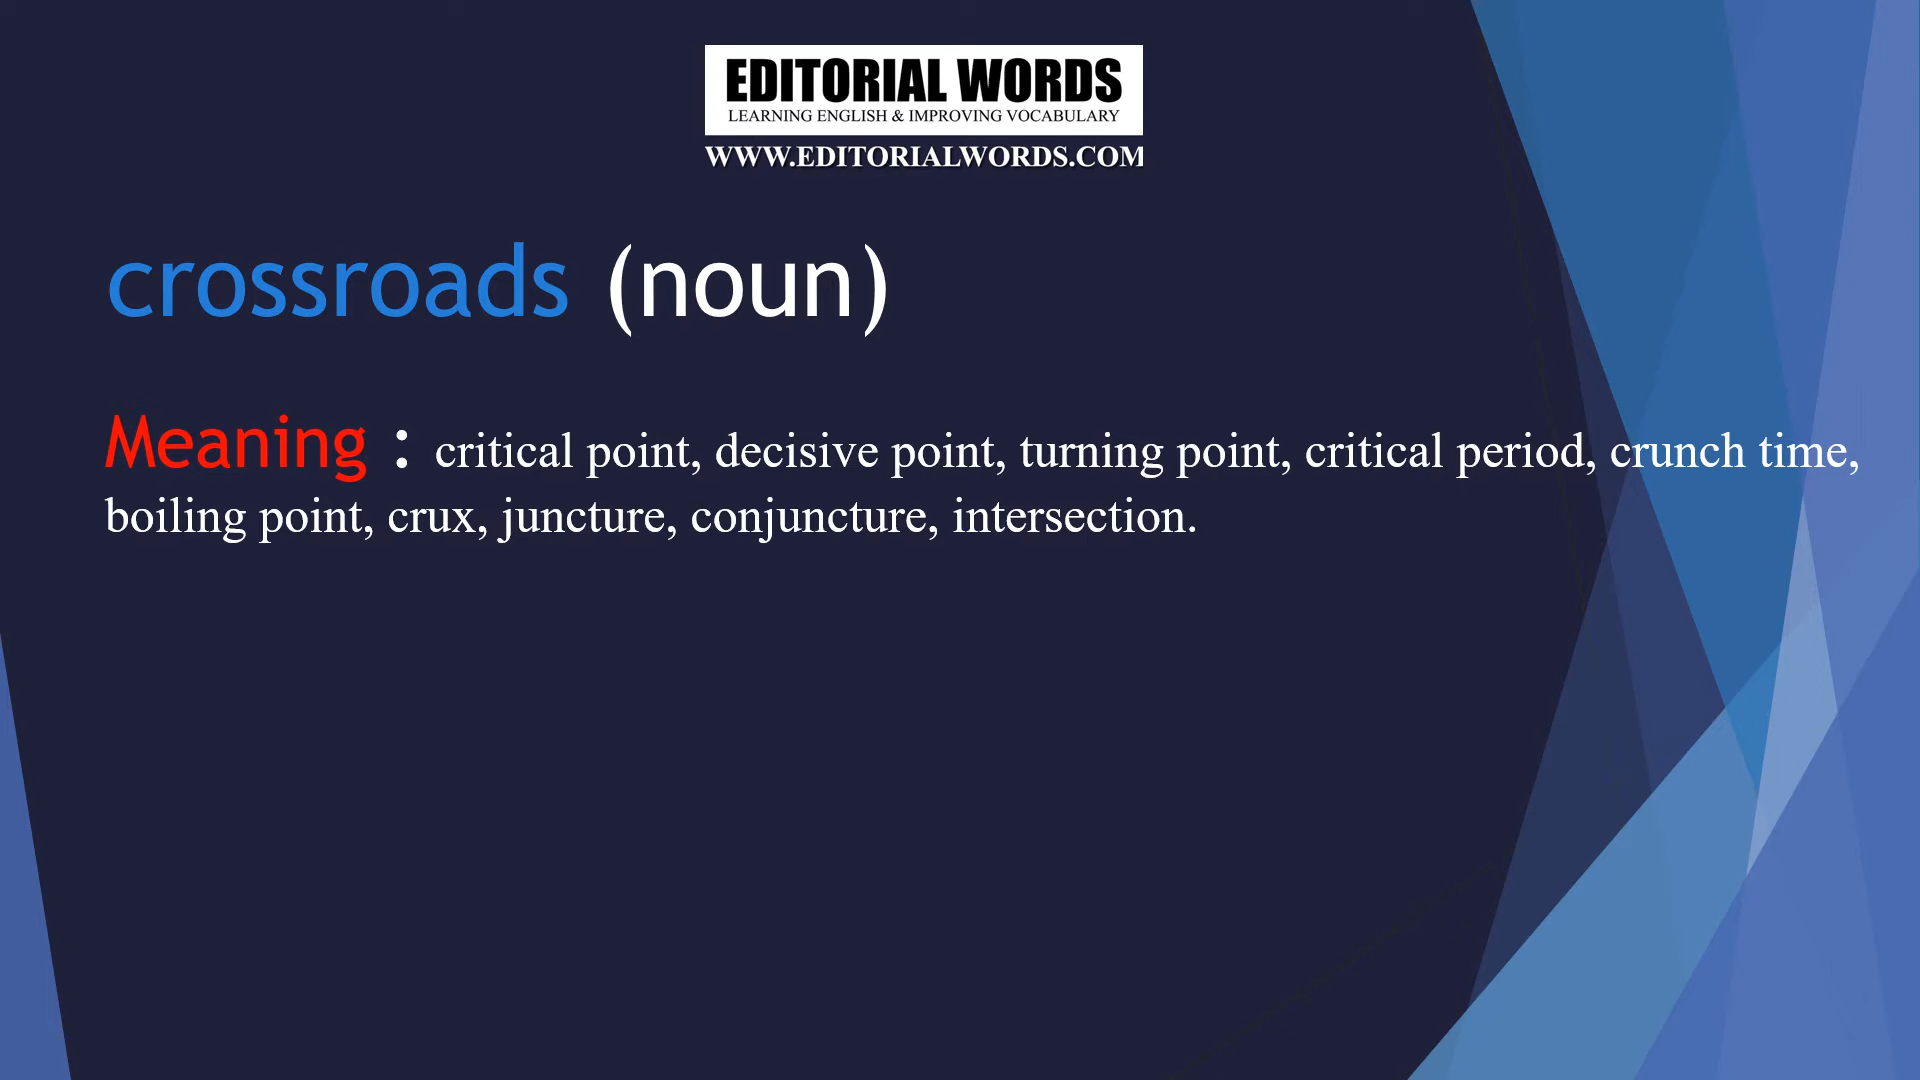 EDITORIAL WORDS
LEARNING ENGLISH & IMPROVING VOCABULARY
WWW.EDITORIALWORDS.COM
crossroads (noun)
Meaning : critical point, decisive point, turning point, critical period, crunch time,
boiling point, crux, juncture, conjuncture, intersection.